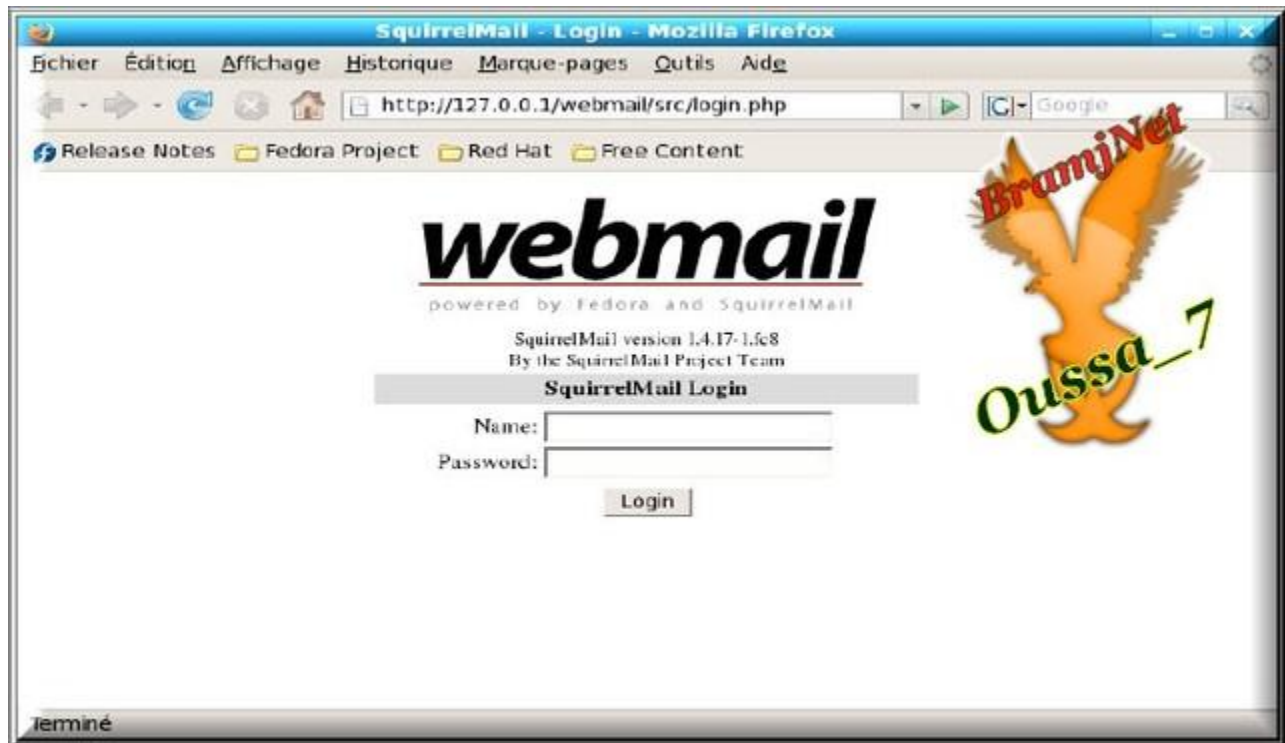 SquirrelMail - Login - Mozilla Firefox
Fichier Édition Affichage Historique Marque-pages Outils Aide
http://127.0.0.1/webmail/src/login.php G Google
Release Notes Fedora Project Red Hat Free Content
BramjNet
webmail
powered by Fedora and SquirrelMail
SquirrelMail version 1.4.17-1.fc8
By the SquirrelMail Project Team
SquirrelMail Login
Oussa_7
Name:
Password:
Login
Terminé